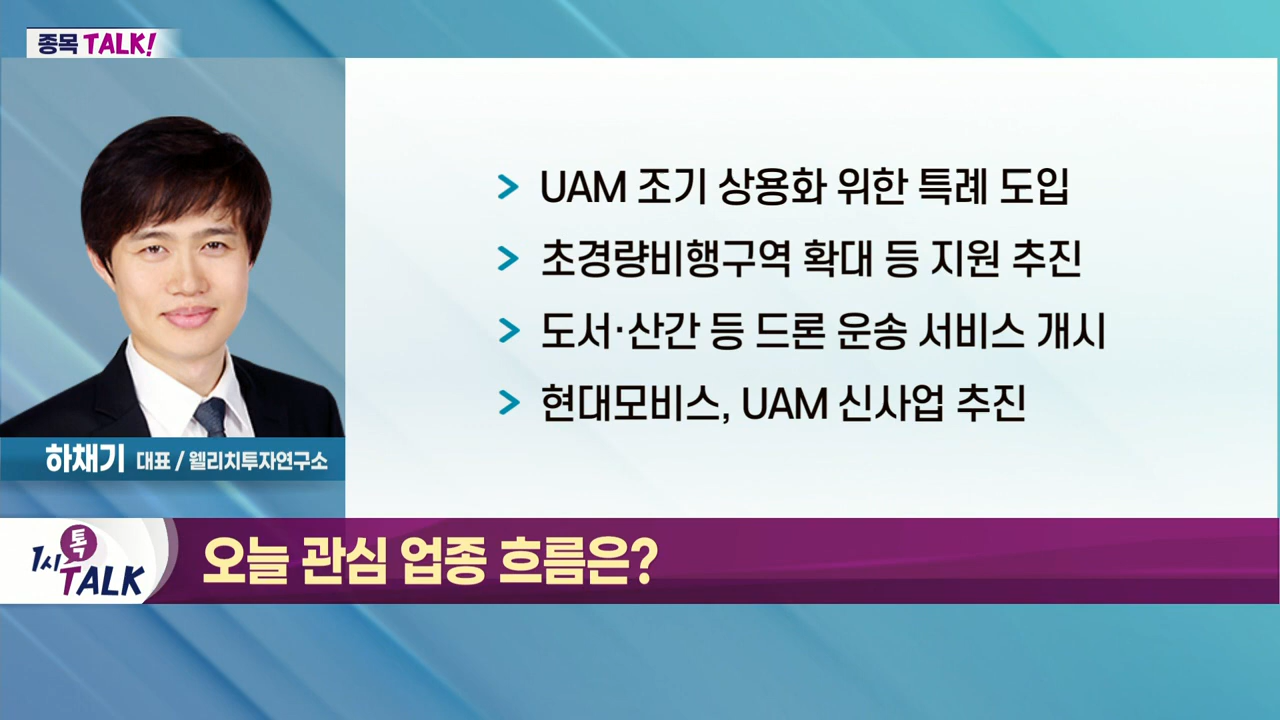 종목 TALK!
> UAM 조기 상용화 위한 특례 도입
> 초경량비행구역 확대 등 지원 추진
> 도서·산간 등 드론 운송 서비스 개시
> 현대모비스, UAM 신사업 추진
하채기 대표 / 웰리치투자연구소
1시 톡 TALK
오늘 관심 업종 흐름은?